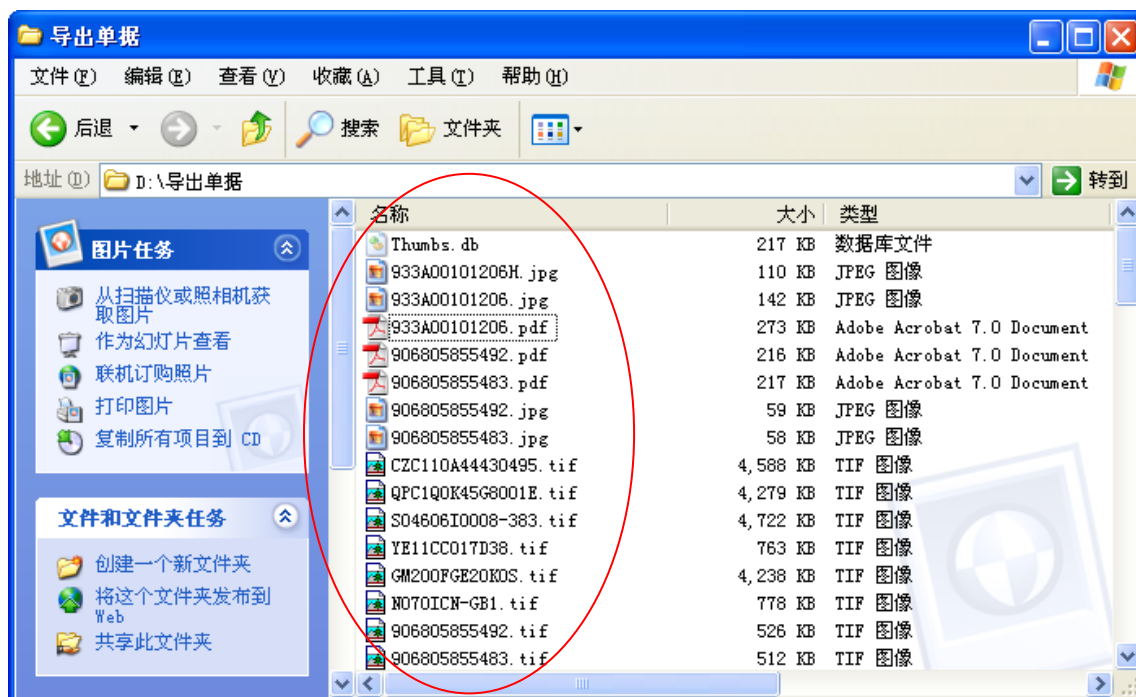 导出单据
文件(F) 编辑(E) 查看(V) 收藏(A) 工具(T) 帮助(H)
后退 搜索 文件夹
地址(D) D:\导出单据 转到
图片任务
从扫描仪或照相机获
取图片
作为幻灯片查看
联机订购照片
打印图片
复制所有项目到 CD
文件和文件夹任务
创建一个新文件夹
将这个文件夹发布到
Web
共享此文件夹
名称 大小 类型
Thumbs.db 217 KB 数据库文件
933A00101206H.jpg 110 KB JPEG 图像
933A00101206.jpg 142 KB JPEG 图像
933A00101206.pdf 273 KB Adobe Acrobat 7.0 Document
906805855492.pdf 216 KB Adobe Acrobat 7.0 Document
906805855483.pdf 217 KB Adobe Acrobat 7.0 Document
906805855492.jpg 59 KB JPEG 图像
906805855483.jpg 58 KB JPEG 图像
CZC110A44430495.tif 4,588 KB TIF 图像
QPC1Q0K45G8001E.tif 4,279 KB TIF 图像
S04606I0008-383.tif 4,722 KB TIF 图像
YE11CC017D38.tif 763 KB TIF 图像
GM200FGE20K0S.tif 4,238 KB TIF 图像
N070ICN-GB1.tif 778 KB TIF 图像
906805855492.tif 526 KB TIF 图像
906805855483.tif 512 KB TIF 图像